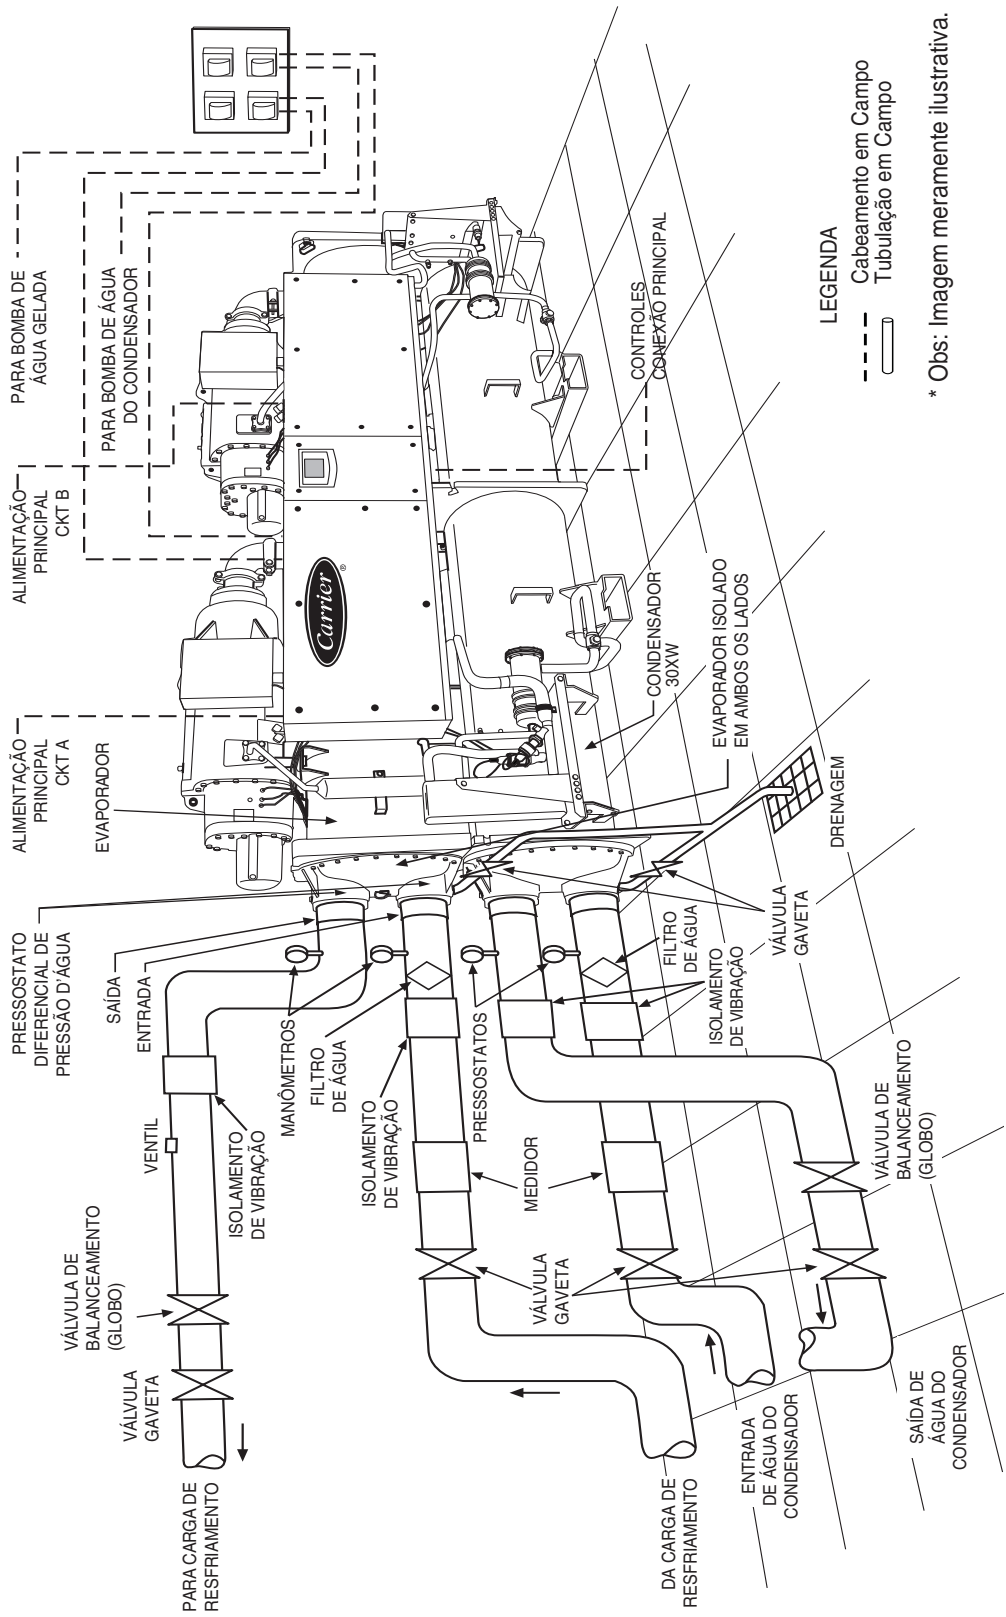 PARA BOMBA DE
ÁGUA GELADA
PARA BOMBA DE ÁGUA
DO CONDENSADOR
ALIMENTAÇÃO
PRINCIPAL
CKT B
ALIMENTAÇÃO
PRINCIPAL
CKT A
EVAPORADOR
PRESSOSTATO
DIFERENCIAL DE
PRESSÃO D'ÁGUA
SAÍDA
ENTRADA
MANÔMETROS
FILTRO
DE ÁGUA
ISOLAMENTO
DE VIBRAÇÃO
VENTIL
ISOLAMENTO
DE VIBRAÇÃO
VÁLVULA DE
BALANCEAMENTO
(GLOBO)
VÁLVULA
GAVETA
PARA CARGA DE
RESFRIAMENTO
Carrier
®
CONTROLES
CONEXÃO PRINCIPAL
CONDENSADOR
30XW
EVAPORADOR ISOLADO
EM AMBOS OS LADOS
DRENAGEM
VÁLVULA
GAVETA
FILTRO
DE ÁGUA
ISOLAMENTO
DE VIBRAÇÃO
PRESSOSTATOS
MEDIDOR
VÁLVULA
GAVETA
VÁLVULA DE
BALANCEAMENTO
(GLOBO)
DA CARGA DE
RESFRIAMENTO
ENTRADA
DE ÁGUA DO
CONDENSADOR
SAÍDA DE
ÁGUA DO
CONDENSADOR
LEGENDA
Cabeamento em Campo
Tubulação em Campo
* Obs: Imagem meramente ilustrativa.